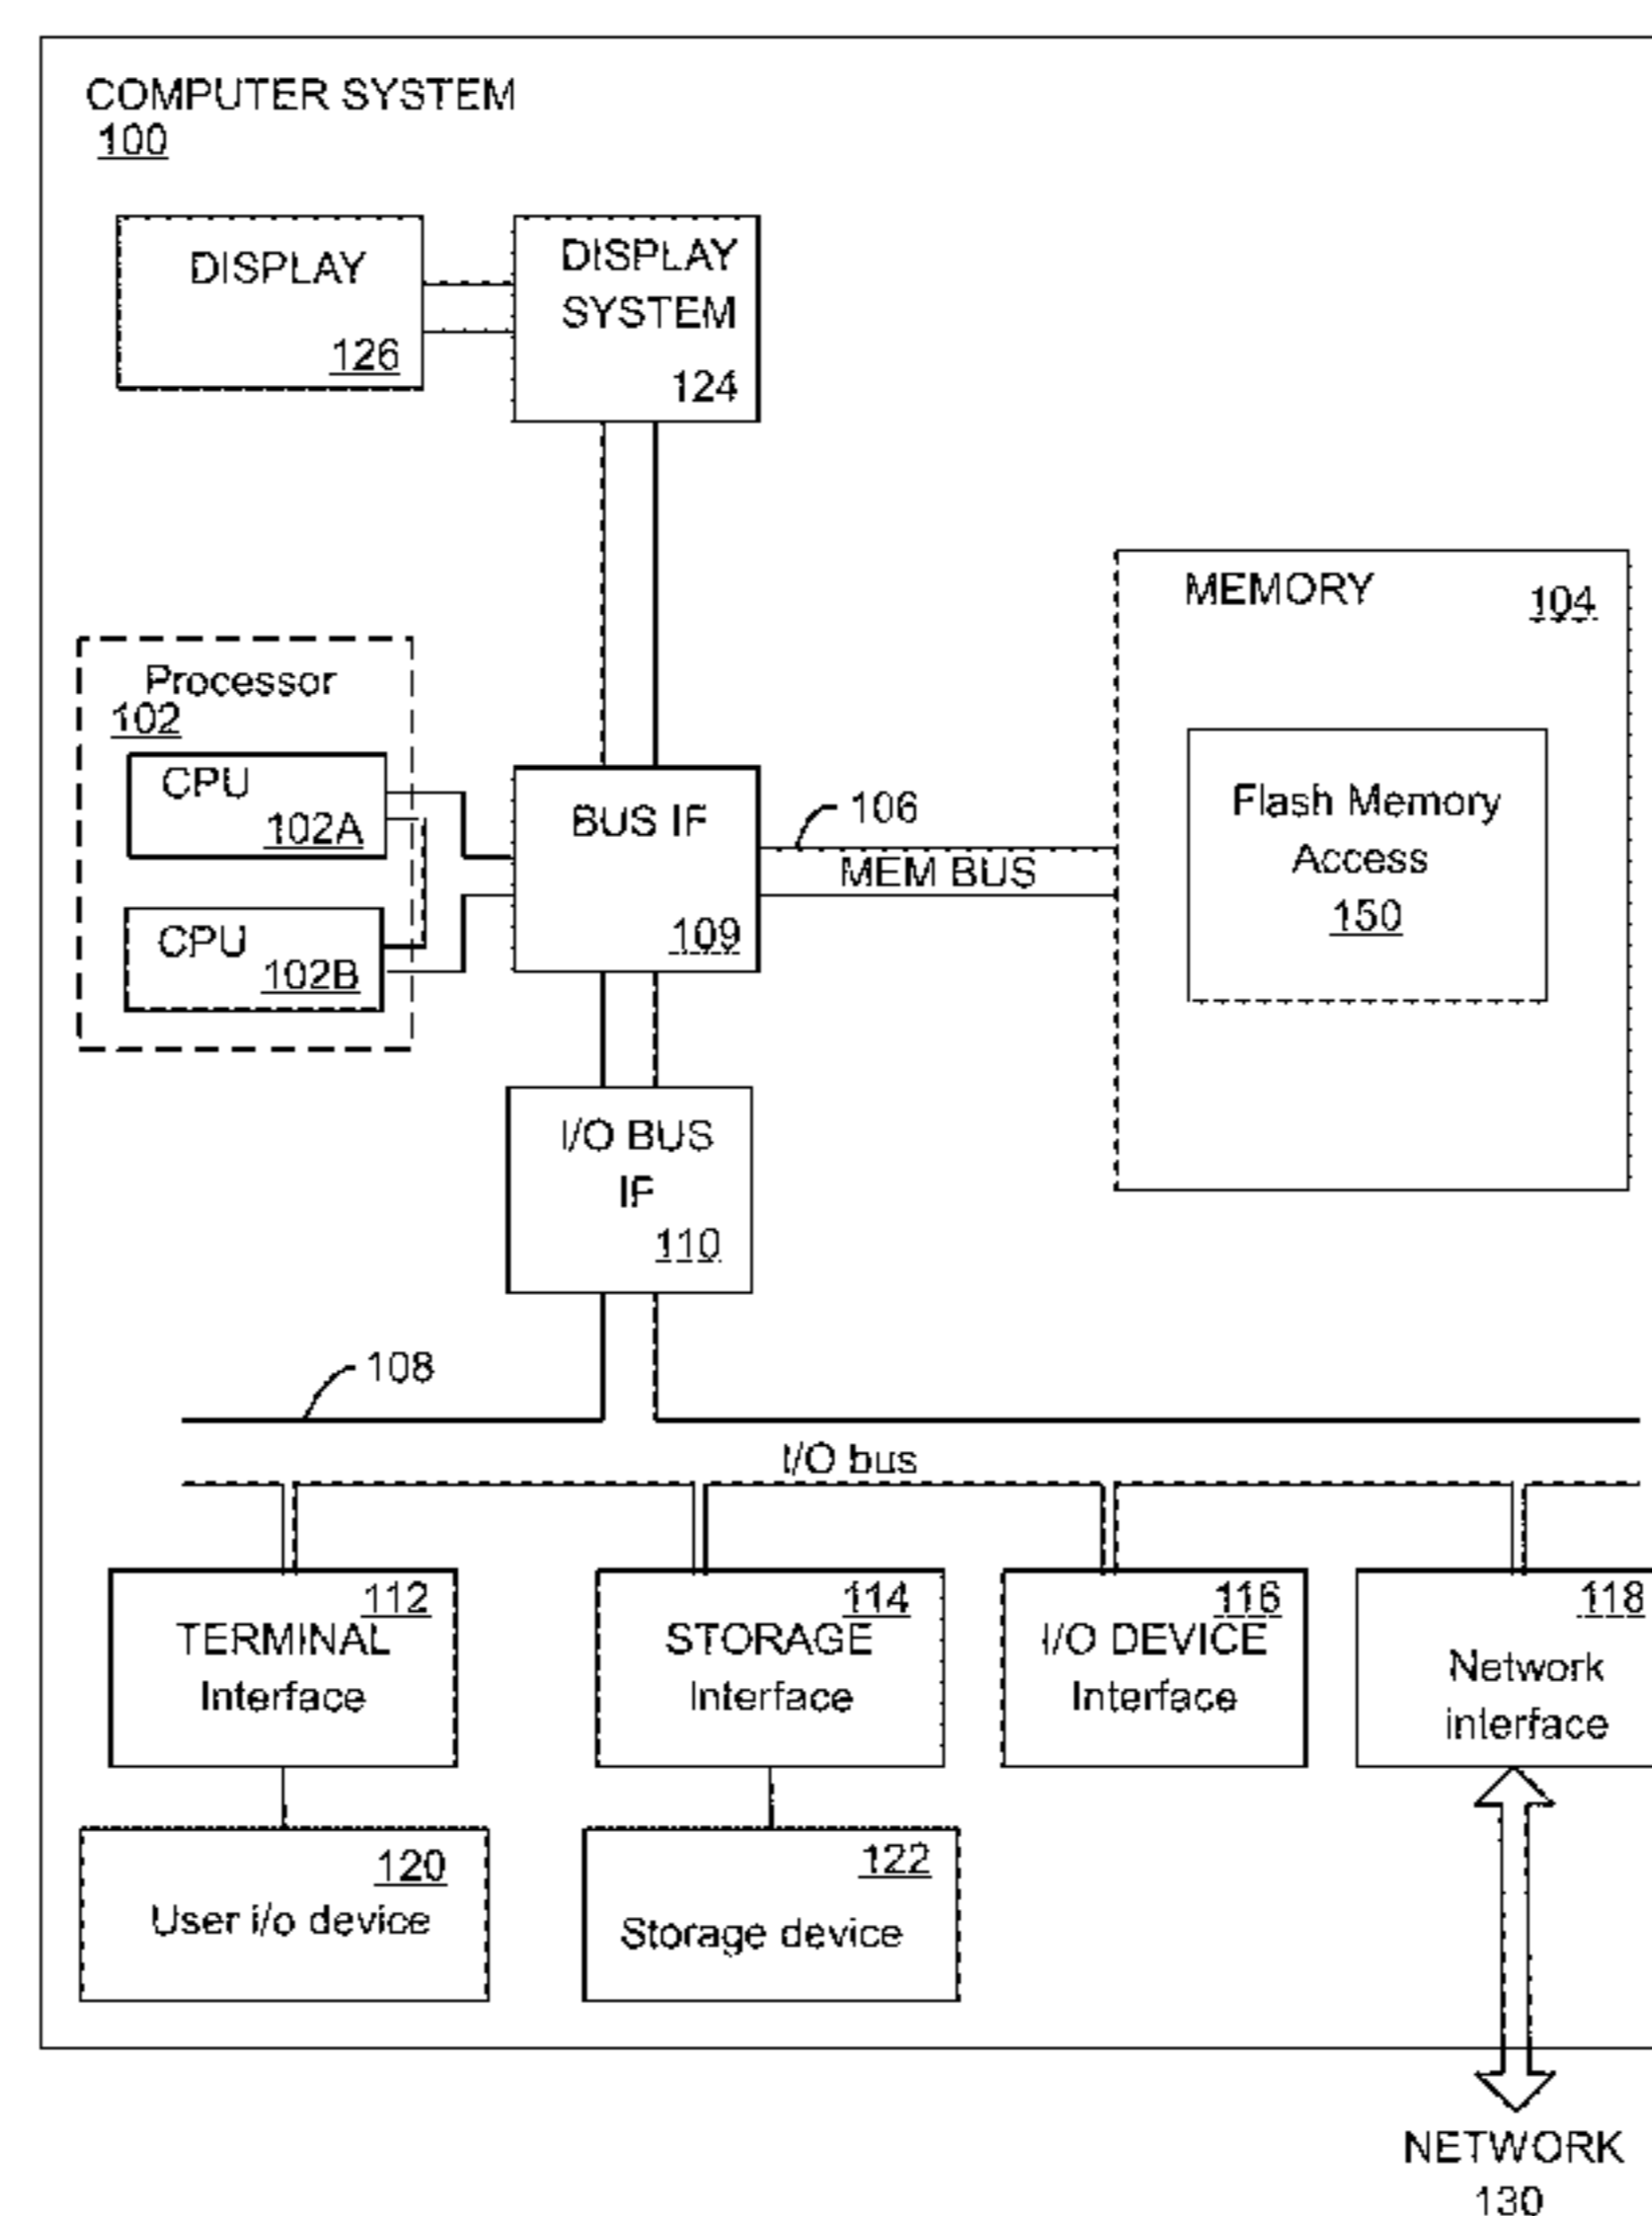 COMPUTER SYSTEM
100
DISPLAY
126
DISPLAY
SYSTEM
124
MEMORY
104
Processor
102
CPU
102A
CPU
102B
BUS IF
109
106
MEM BUS
Flash Memory
Access
150
I/O BUS
IF
110
108
I/O bus
112
TERMINAL
Interface
114
STORAGE
Interface
116
I/O DEVICE
Interface
118
Network
interface
120
User i/o device
122
Storage device
NETWORK
130